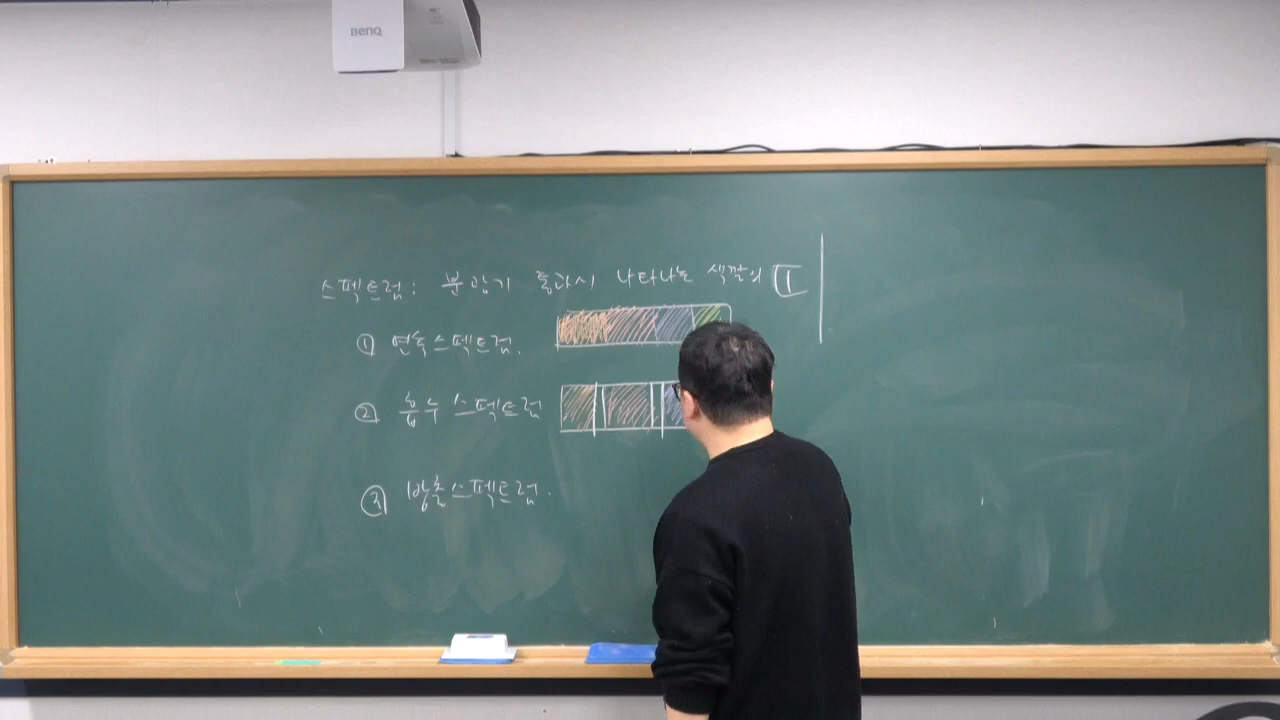 BenQ
스펙트럼: 분광기 통과시 나타나는 색깔의 띠
① 연속스펙트럼.
② 흡수 스펙트럼
③ 방출스펙트럼.